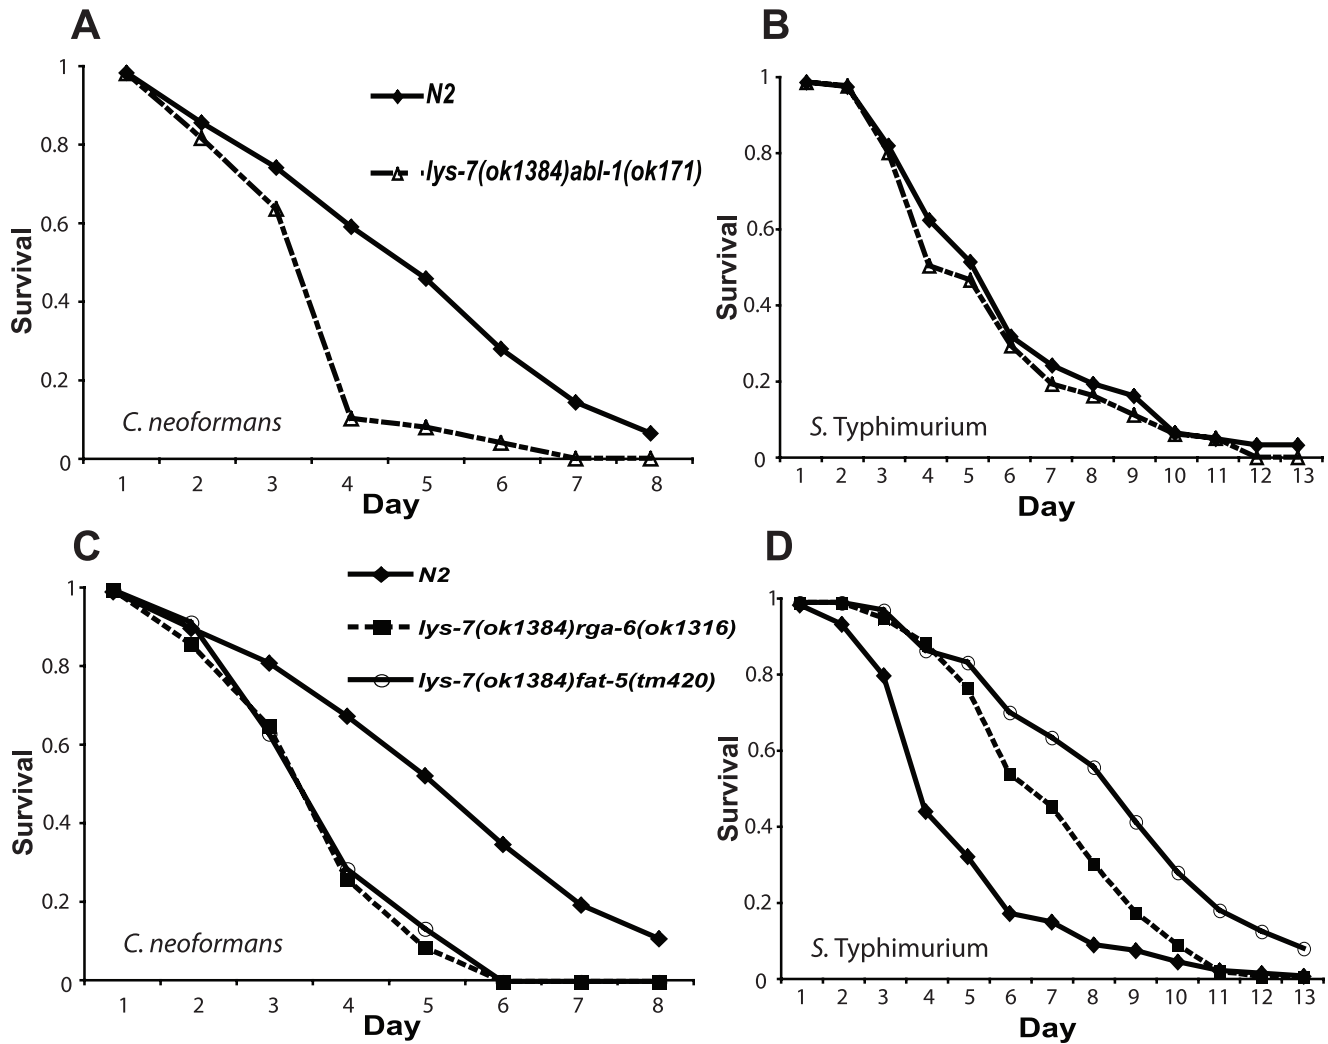 A
1
0.8
0.6
0.4
0.2
0
Survival
N2
lys-7(ok1384)abl-1(ok171)
C. neoformans
1 2 3 4 5 6 7 8
Day
B
1
0.8
0.6
0.4
0.2
0
Survival
S. Typhimurium
1 2 3 4 5 6 7 8 9 10 11 12 13
Day
C
1
0.8
0.6
0.4
0.2
0
Survival
N2
lys-7(ok1384)rga-6(ok1316)
lys-7(ok1384)fat-5(tm420)
C. neoformans
1 2 3 4 5 6 7 8
Day
D
1
0.8
0.6
0.4
0.2
0
Survival
S. Typhimurium
1 2 3 4 5 6 7 8 9 10 11 12 13
Day